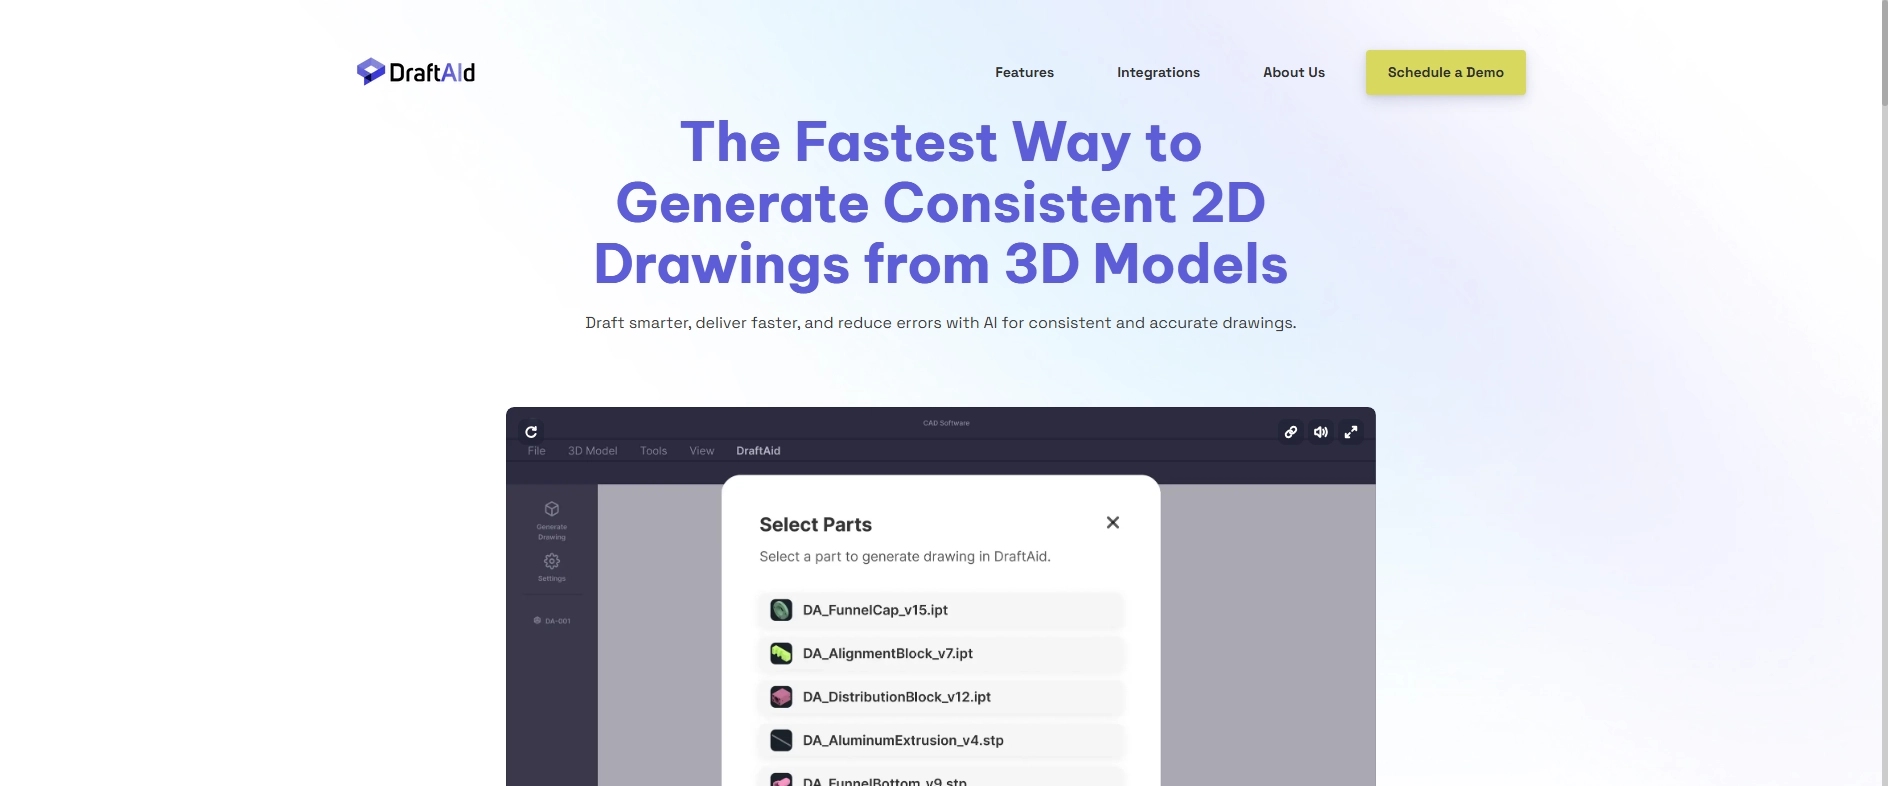 DraftAId
Features
Integrations
About Us
Schedule a Demo
The Fastest Way to
Generate Consistent 2D
Drawings from 3D Models
Draft smarter, deliver faster, and reduce errors with AI for consistent and accurate drawings.
CAD Software
File
3D Model
Tools
View
DraftAid
Generate
Drawing
Settings
DA-001
Select Parts
Select a part to generate drawing in DraftAid.
DA_FunnelCap_v15.ipt
DA_AlignmentBlock_v7.ipt
DA_DistributionBlock_v12.ipt
DA_AluminumExtrusion_v4.stp
DA_FunnelBottom_v9.stp